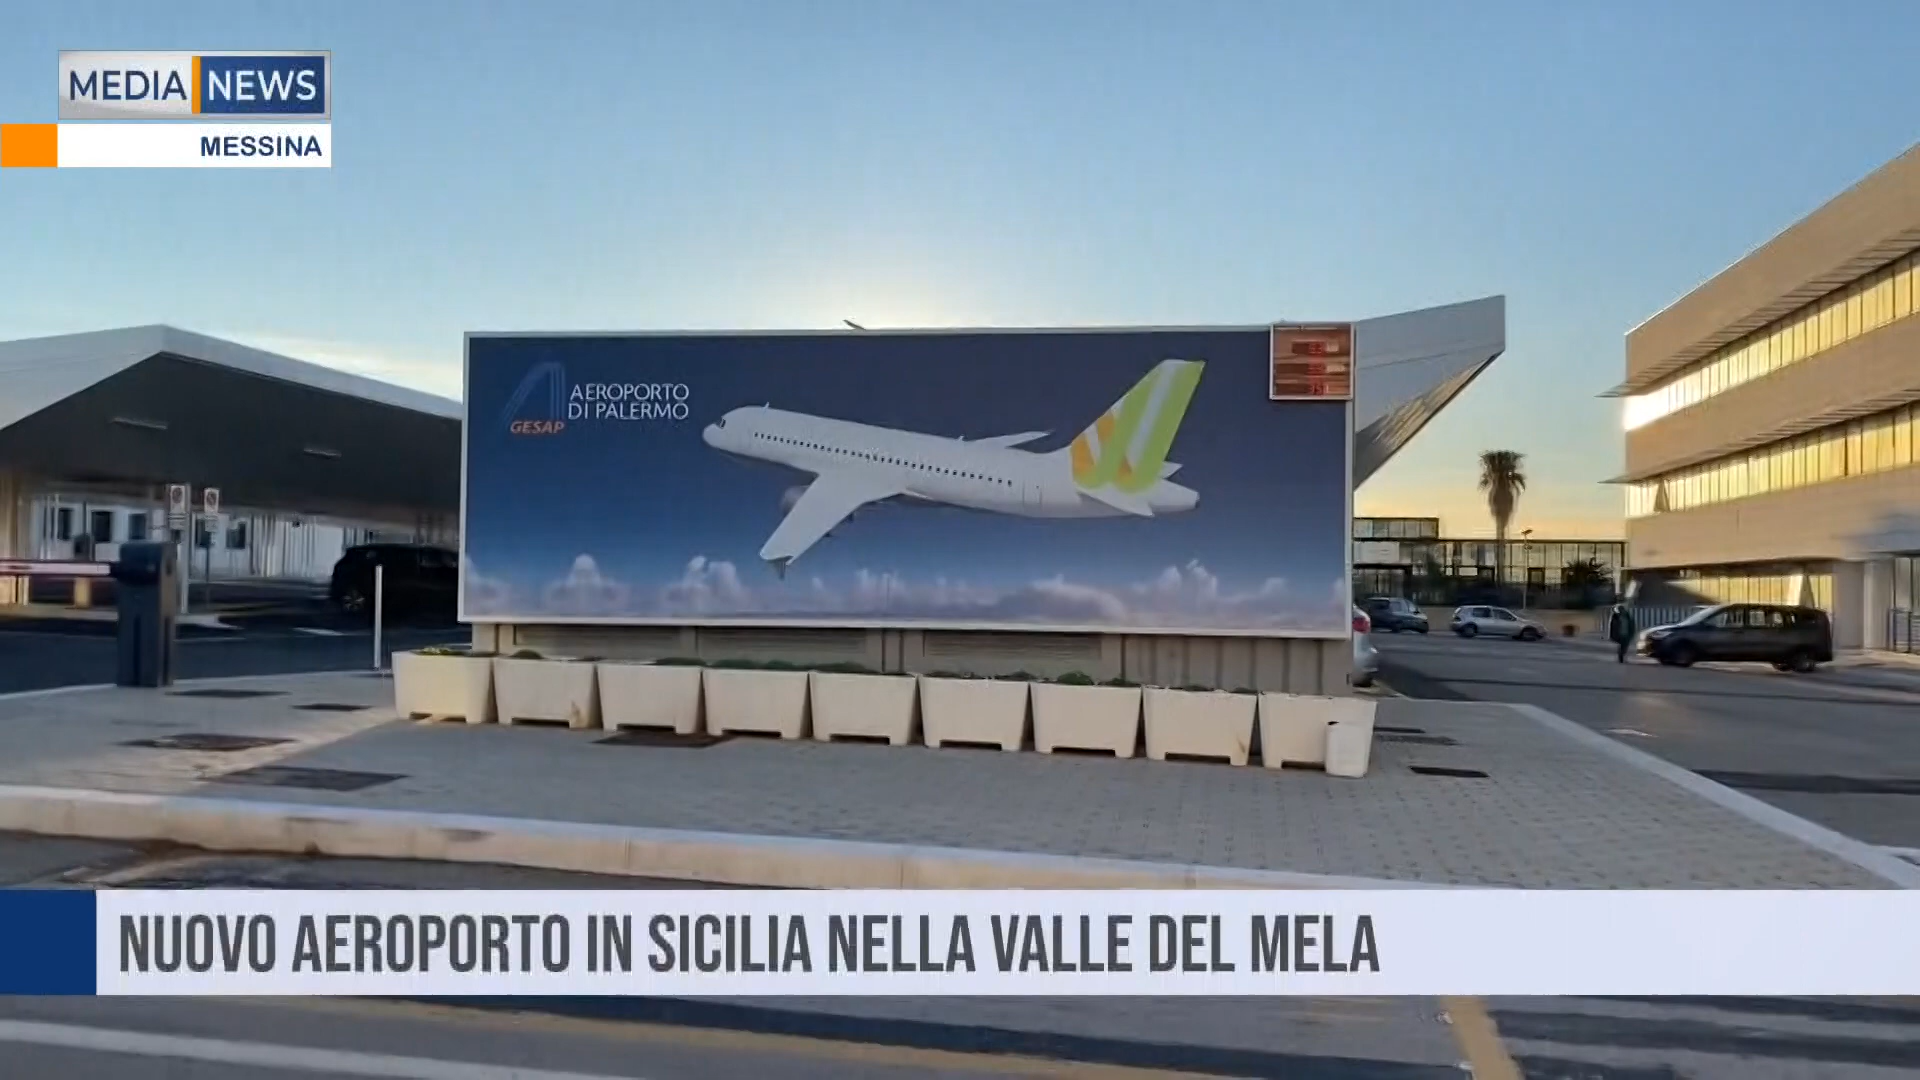 MEDIA NEWS
MESSINA
AEROPORTO
DI PALERMO
GESAP
NUOVO AEROPORTO IN SICILIA NELLA VALLE DEL MELA